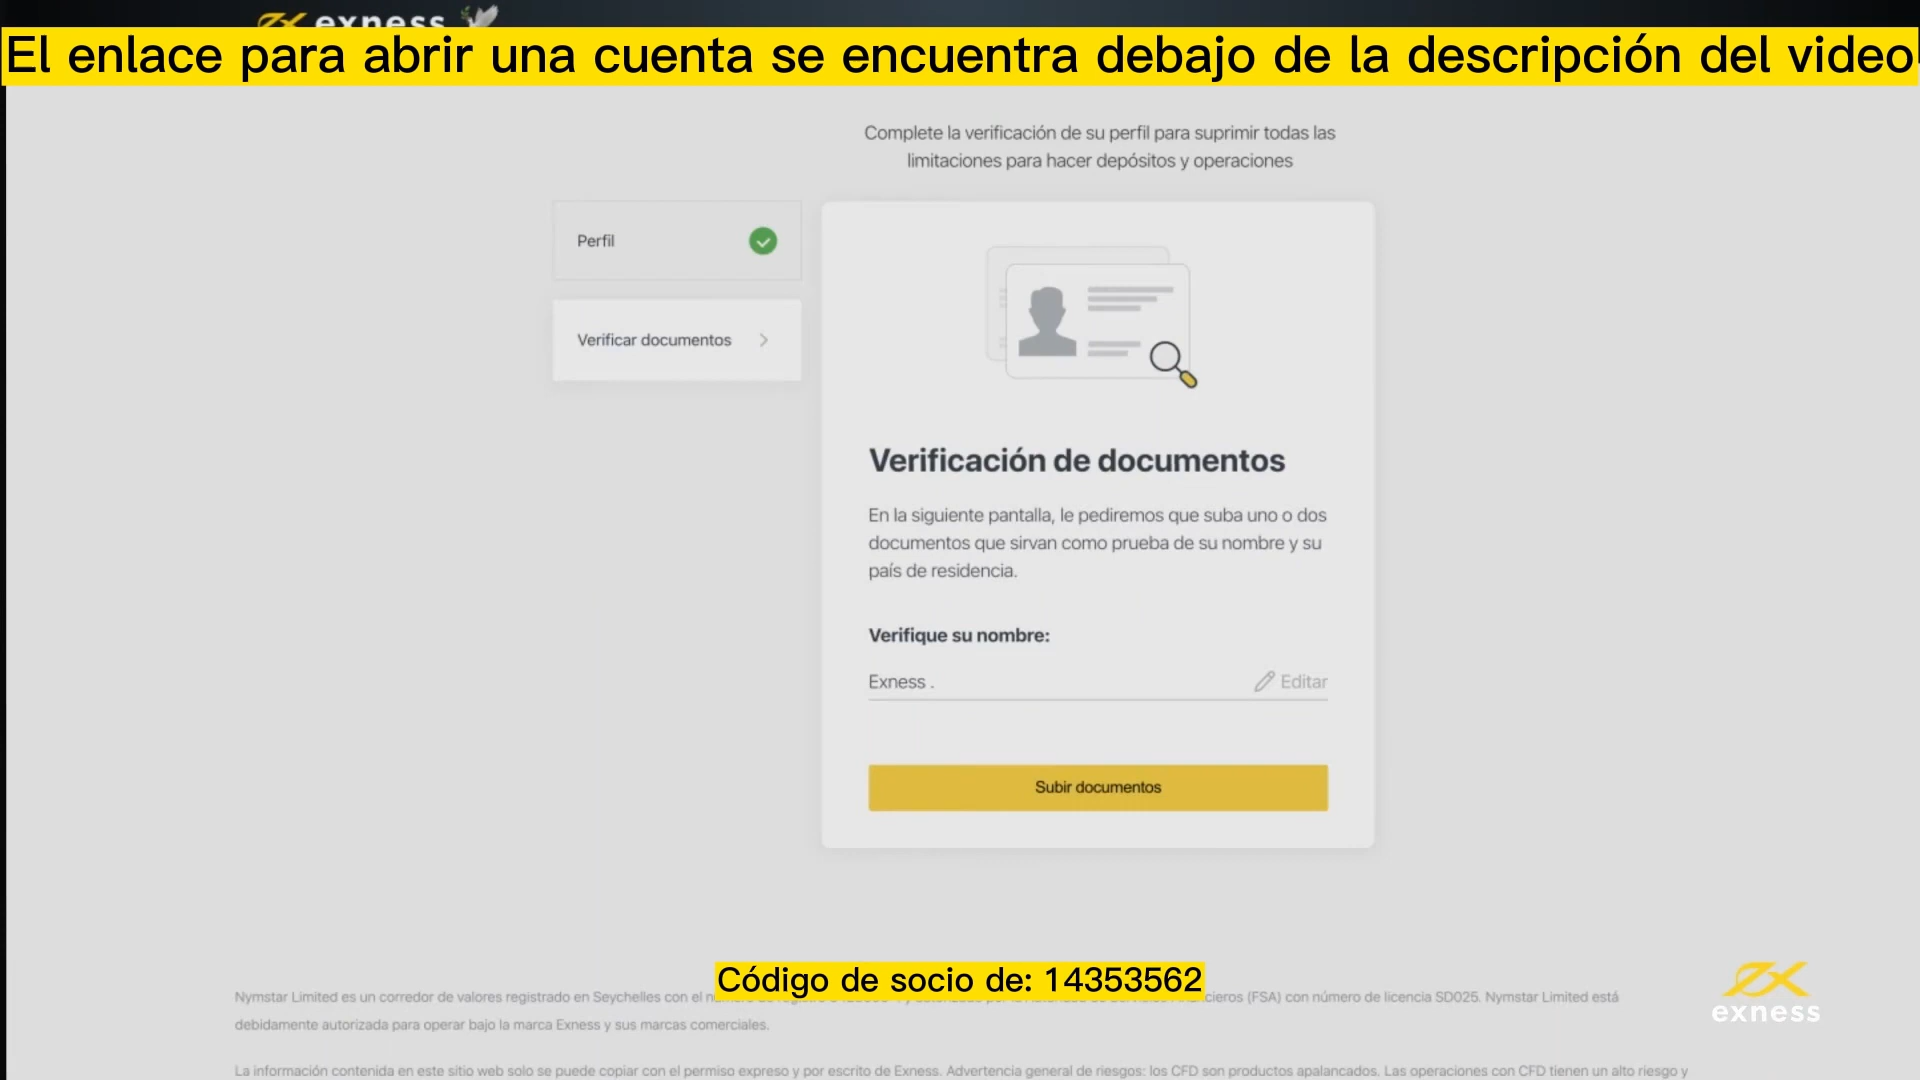 exness
El enlace para abrir una cuenta se encuentra debajo de la descripción del video
Complete la verificación de su perfil para suprimir todas las
limitaciones para hacer depósitos y operaciones
Perfil
Verificar documentos
Verificación de documentos
En la siguiente pantalla, le pediremos que suba uno o dos
documentos que sirvan como prueba de su nombre y su
país de residencia.
Verifique su nombre:
Exness .
Editar
Subir documentos
Código de socio de: 14353562
Nymstar Limited es un corredor de valores registrado en Seychelles con el (FSA) con número de licencia SD025. Nymstar Limited está
debidamente autorizada para operar bajo la marca Exness y sus marcas comerciales.
exness
La información contenida en este sitio web solo se puede copiar con el permiso expreso y por escrito de Exness. Advertencia general de riesgos: los CFD son productos apalancados. Las operaciones con CFD tienen un alto riesgo y